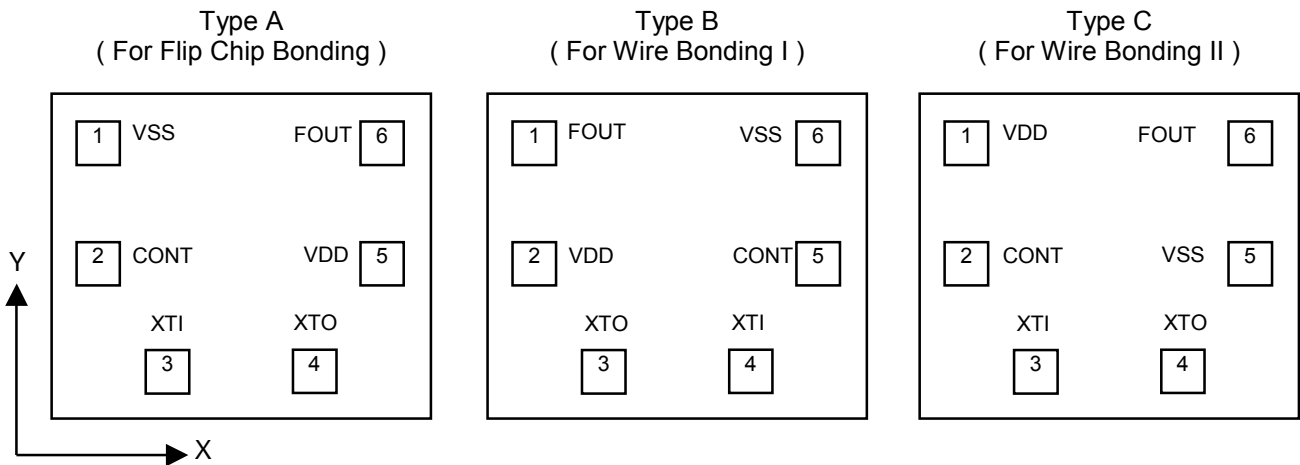 Type A
( For Flip Chip Bonding )
1 VSS FOUT 6
2 CONT VDD 5
XTI XTO
3 4
Type B
( For Wire Bonding I )
1 FOUT VSS 6
2 VDD CONT 5
XTO XTI
3 4
Type C
( For Wire Bonding II )
1 VDD FOUT 6
2 CONT VSS 5
XTI XTO
3 4
Y
X